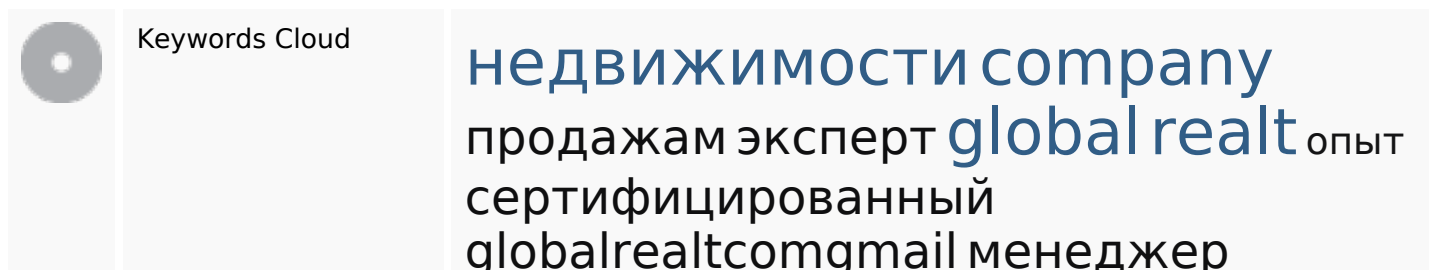 Keywords Cloud
недвижимости company
продажам эксперт global realt опыт
сертифицированный
globalrealtcomgmail менеджер